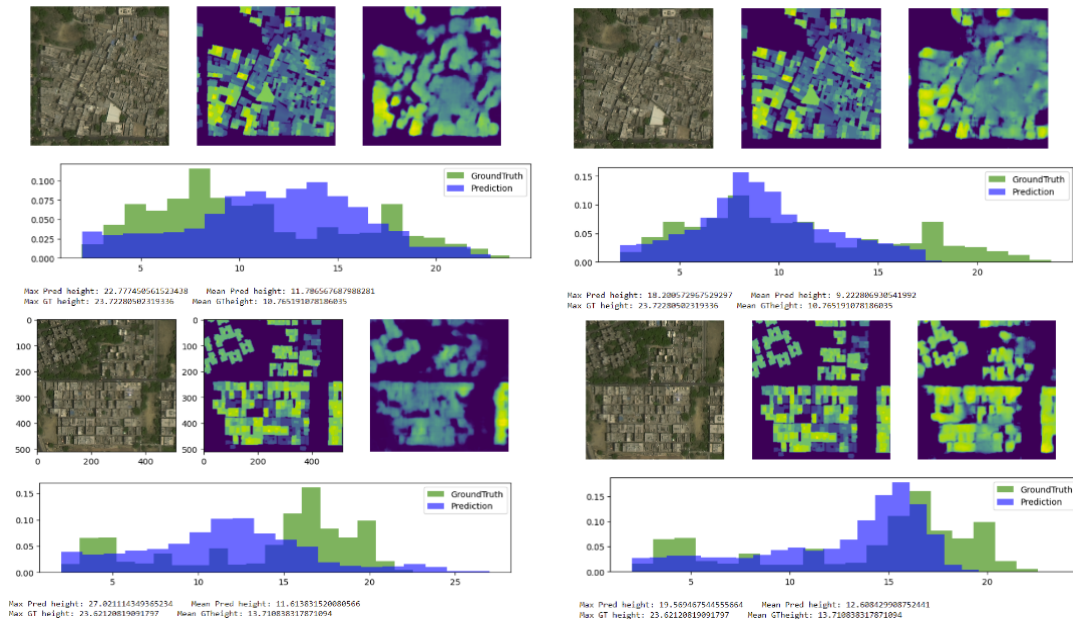 GroundTruth
Prediction
0.100
0.075
0.050
0.025
0.000
5 10 15 20
Max Pred height: 22.777450561523438 Mean Pred height: 11.786567687988281
Max GT height: 23.72280502319336 Mean GTheight: 10.765191078186035
GroundTruth
Prediction
0.15
0.10
0.05
0.00
5 10 15 20
Max Pred height: 18.200572967529297 Mean Pred height: 9.222806930541992
Max GT height: 23.72280502319336 Mean GTheight: 10.765191078186035
0
100
200
300
400
500
0 200 400
0 200 400
GroundTruth
Prediction
0.15
0.10
0.05
0.00
5 10 15 20 25
Max Pred height: 27.021114349365234 Mean Pred height: 11.613831520080566
Max GT height: 23.62120819091797 Mean GTheight: 13.710838317871094
GroundTruth
Prediction
0.15
0.10
0.05
0.00
5 10 15 20
Max Pred height: 19.569467544555664 Mean Pred height: 12.608429908752441
Max GT height: 23.62120819091797 Mean GTheight: 13.710838317871094